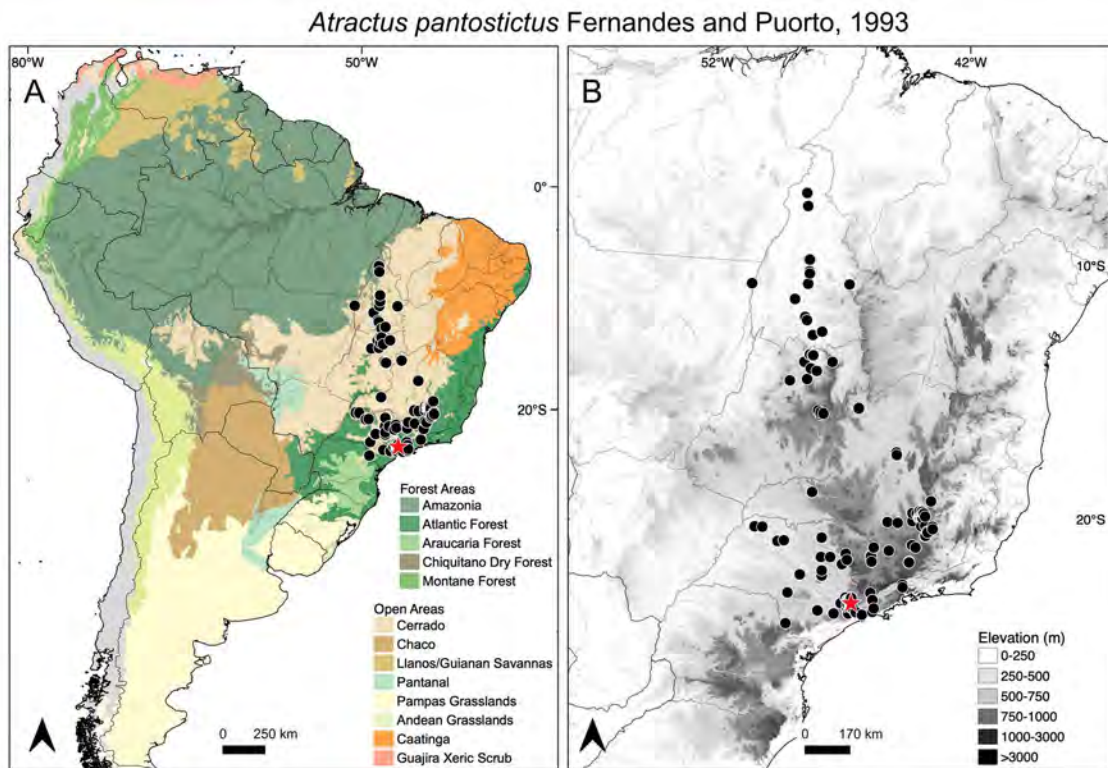 Atractus pantostictus Fernandes and Puorto, 1993
80°W
50°W
A
0°
20°S
Forest Areas
Amazonia
Atlantic Forest
Araucaria Forest
Chiquitano Dry Forest
Montane Forest
Open Areas
Cerrado
Chaco
Llanos/Guianan Savannas
Pantanal
Pampas Grasslands
Andean Grasslands
Caatinga
Guajira Xeric Scrub
0 250 km
52°W
42°W
B
10°S
20°S
Elevation (m)
0-250
250-500
500-750
750-1000
1000-3000
>3000
0 170 km